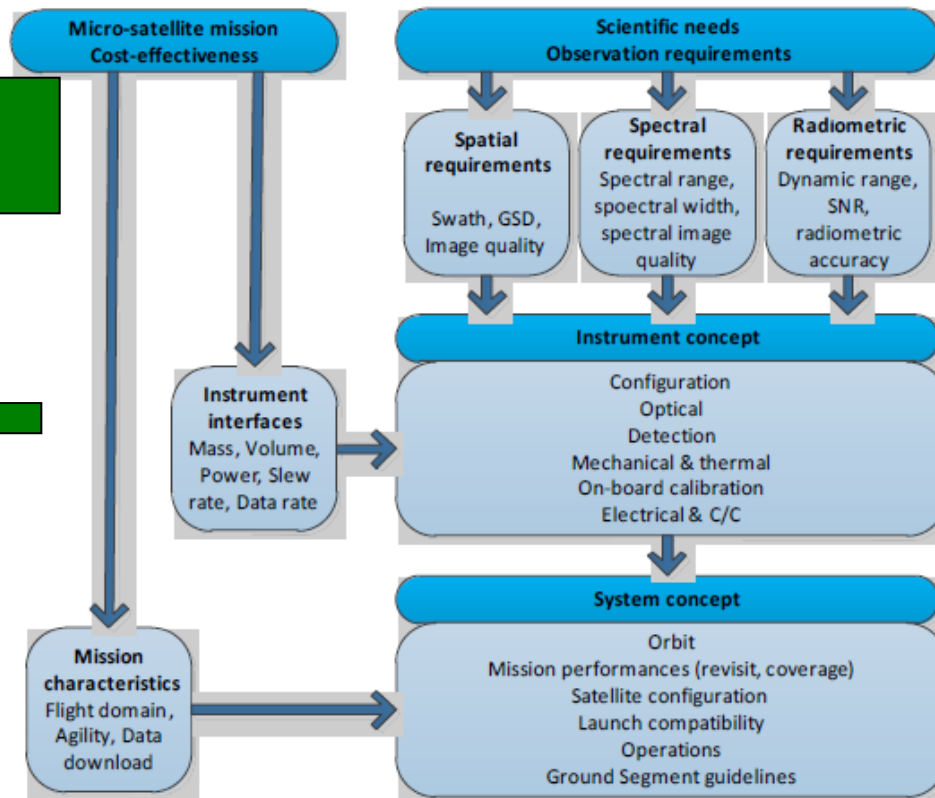 Micro-satellite mission
Cost-effectiveness
Scientific needs
Observation requirements
Spatial
requirements
Swath, GSD,
Image quality
Spectral
requirements
Spectral range,
spoectral width,
spectral image
quality
Radiometric
requirements
Dynamic range,
SNR,
radiometric
accuracy
Instrument concept
Configuration
Optical
Detection
Mechanical & thermal
On-board calibration
Electrical & C/C
Instrument
interfaces
Mass, Volume,
Power, Slew
rate, Data rate
System concept
Orbit
Mission performances (revisit, coverage)
Satellite configuration
Launch compatibility
Operations
Ground Segment guidelines
Mission
characteristics
Flight domain,
Agility, Data
download